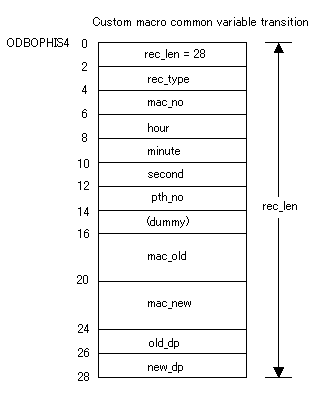 Custom macro common variable transition
ODBOPHIS4
0
rec_len = 28
2
rec_type
4
mac_no
6
hour
8
minute
10
second
12
pth_no
14
(dummy)
16
mac_old
20
mac_new
24
old_dp
26
new_dp
28
rec_len